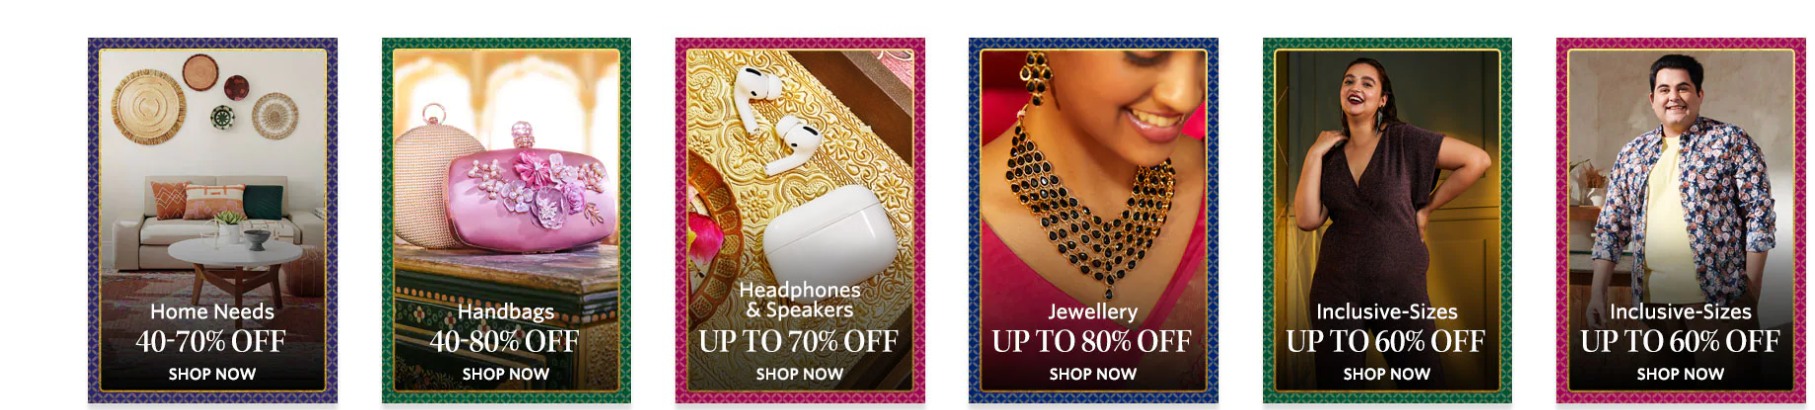 Home Needs
40-70% OFF
SHOP NOW
Handbags
40-80% OFF
SHOP NOW
Headphones
& Speakers
UP TO 70% OFF
SHOP NOW
Jewellery
UP TO 80% OFF
SHOP NOW
Inclusive-Sizes
UP TO 60% OFF
SHOP NOW
Inclusive-Sizes
UP TO 60% OFF
SHOP NOW